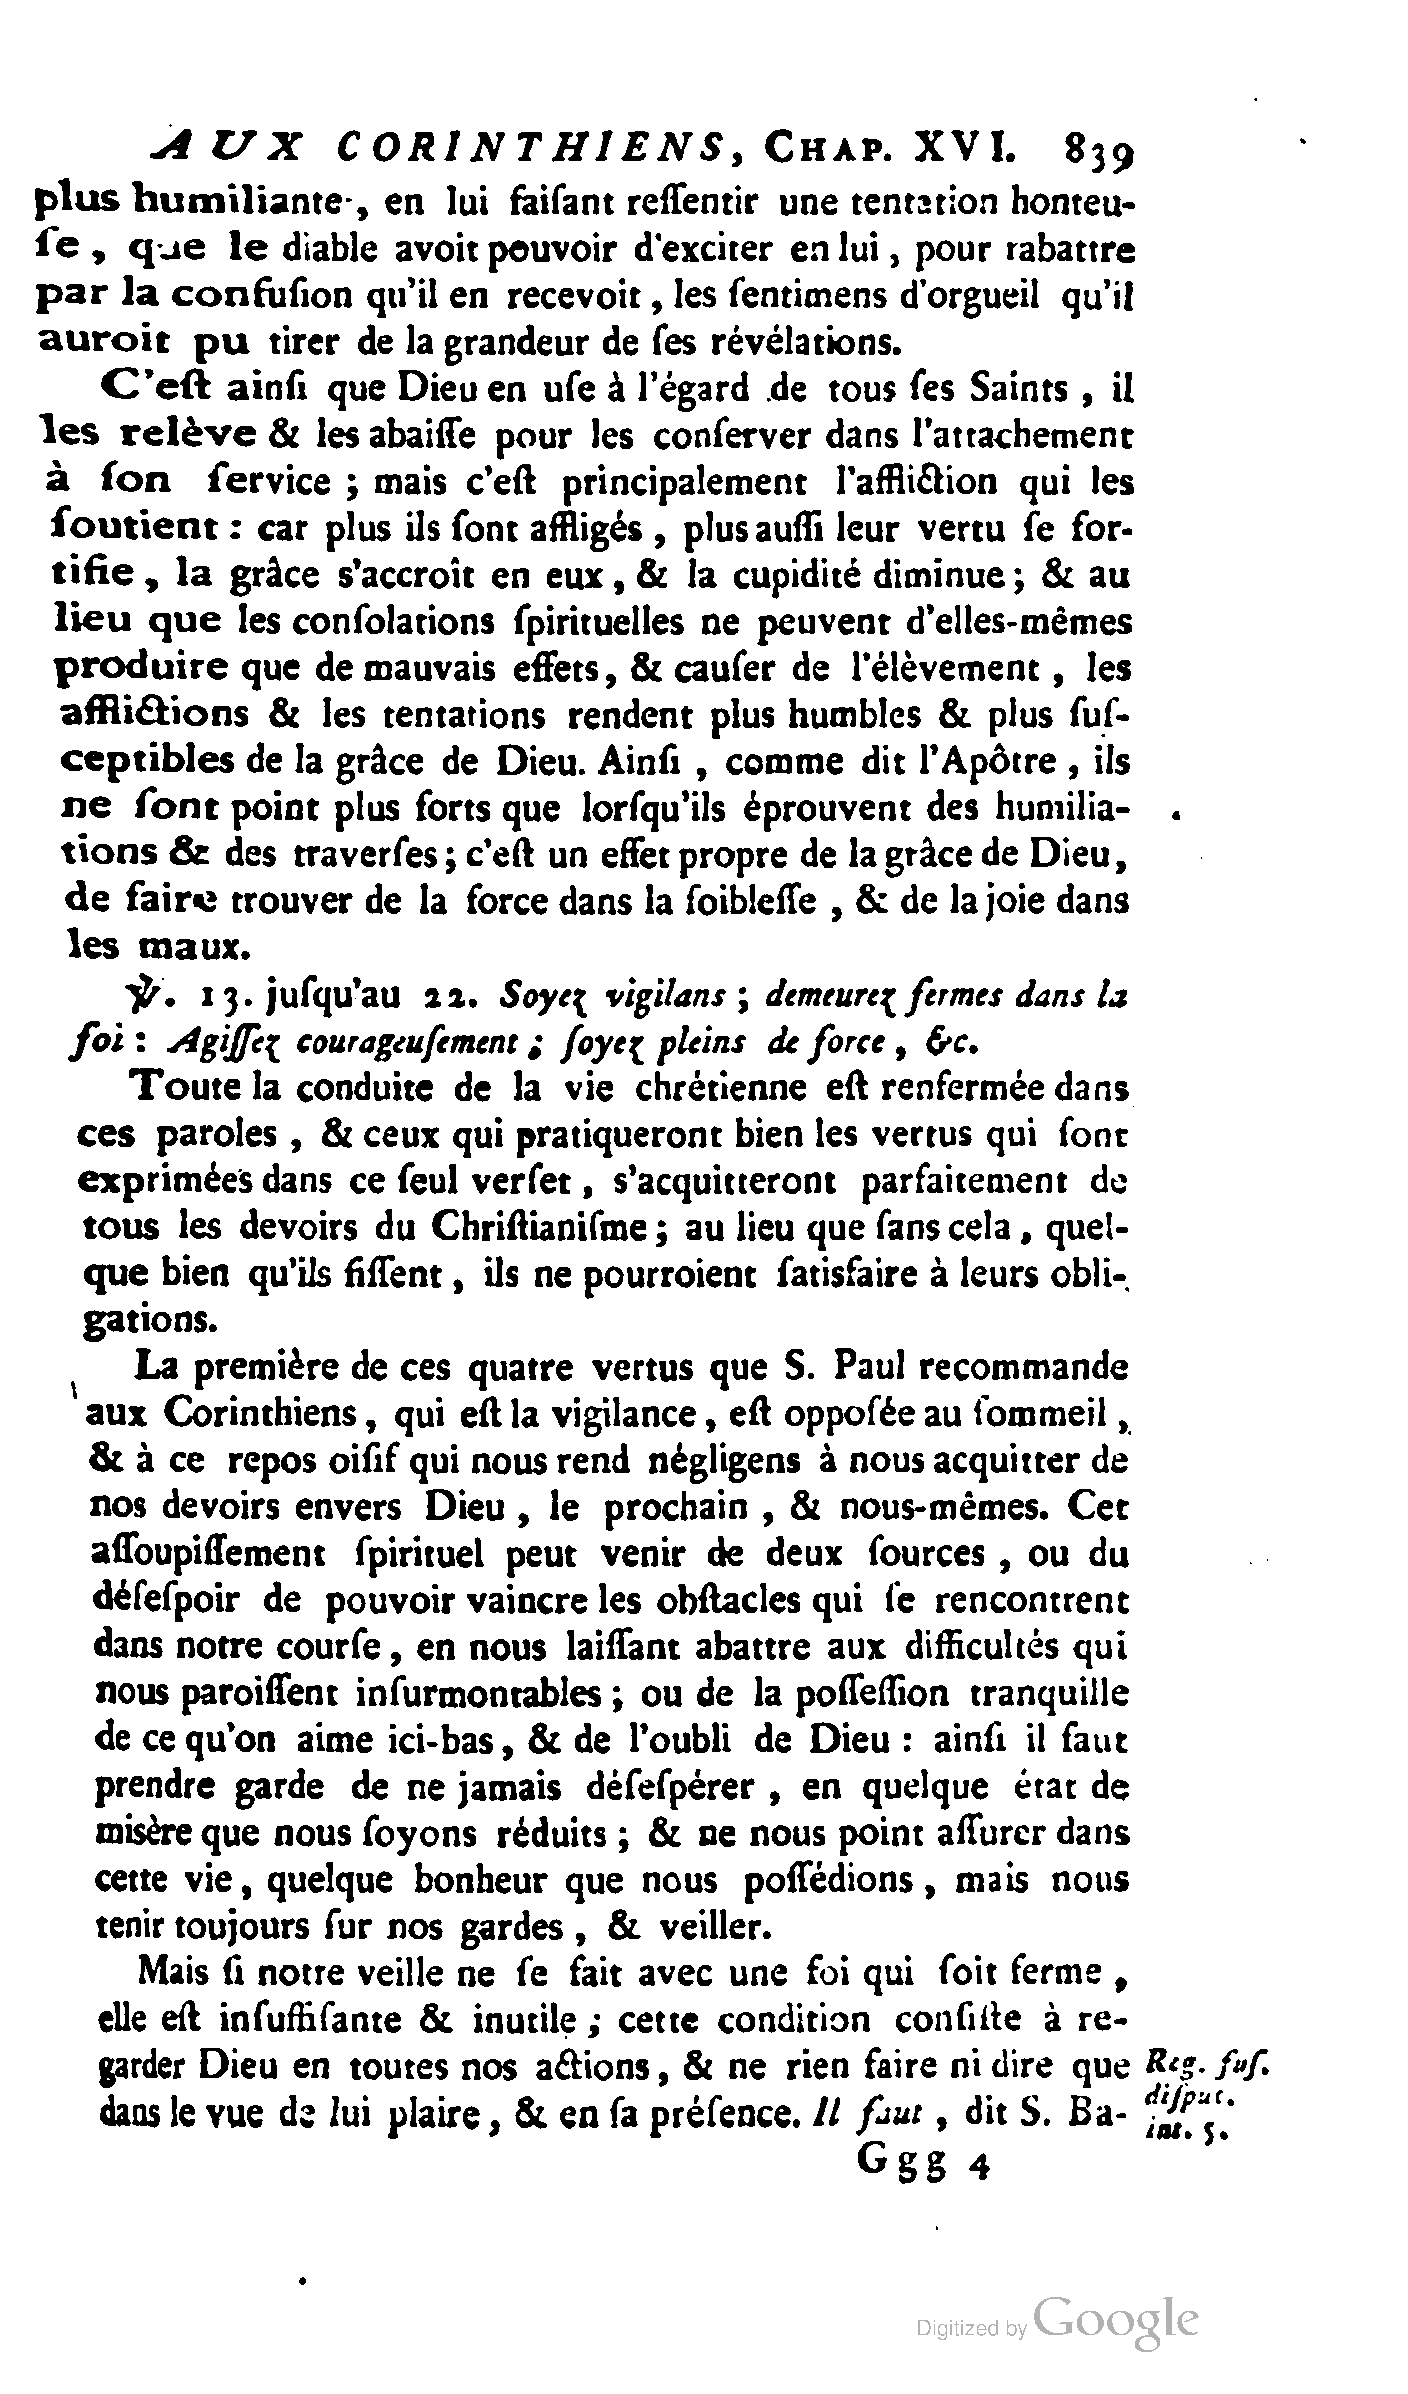 AUX CORINTHIENS, CHAP. XVI. 839
plus humiliante, en lui faiſant reſſentir une tentation honteu-
ſe, que le diable avoit pouvoir d'exciter en lui, pour rabattre
par la confuſion qu'il en recevoit, les ſentimens d'orgueil qu'il
auroit pu tirer de la grandeur de ſes révélations.
C'eſt ainſi que Dieu en uſe à l'égard de tous ſes Saints, il
les relève & les abaiſſe pour les conſerver dans l'attachement
à ſon ſervice ; mais c'eſt principalement l'affliction qui les
ſoutient : car plus ils ſont affligés, plus auſſi leur vertu ſe for-
tifie, la grâce s'accroît en eux, & la cupidité diminue ; & au
lieu que les conſolations ſpirituelles ne peuvent d'elles-mêmes
produire que de mauvais effets, & cauſer de l'élèvement, les
afflictions & les tentations rendent plus humbles & plus ſuſ-
ceptibles de la grâce de Dieu. Ainſi, comme dit l'Apôtre, ils
ne ſont point plus forts que lorſqu'ils éprouvent des humilia-
tions & des traverſes ; c'eſt un effet propre de la grâce de Dieu,
de faire trouver de la force dans la foibleſſe, & de la joie dans
les maux.
℣. 13. juſqu'au 22. Soyez vigilans ; demeurez fermes dans la
foi : Agiſſez courageuſement ; ſoyez pleins de force, &c.
Toute la conduite de la vie chrétienne eſt renfermée dans
ces paroles, & ceux qui pratiqueront bien les vertus qui ſont
exprimées dans ce ſeul verſet, s'acquitteront parfaitement de
tous les devoirs du Chriſtianiſme ; au lieu que ſans cela, quel-
que bien qu'ils fiſſent, ils ne pourroient ſatisfaire à leurs obli-
gations.
La première de ces quatre vertus que S. Paul recommande
aux Corinthiens, qui eſt la vigilance, eſt oppoſée au ſommeil,
& à ce repos oiſif qui nous rend négligens à nous acquitter de
nos devoirs envers Dieu, le prochain, & nous-mêmes. Cet
aſſoupiſſement ſpirituel peut venir de deux ſources, ou du
déſeſpoir de pouvoir vaincre les obſtacles qui ſe rencontrent
dans notre courſe, en nous laiſſant abattre aux difficultés qui
nous paroiſſent inſurmontables ; ou de la poſſeſſion tranquille
de ce qu'on aime ici-bas, & de l'oubli de Dieu : ainſi il faut
prendre garde de ne jamais déſeſpérer, en quelque état de
misère que nous ſoyons réduits ; & ne nous point aſſurer dans
cette vie, quelque bonheur que nous poſſédions, mais nous
tenir toujours ſur nos gardes, & veiller.
Mais ſi notre veille ne ſe fait avec une foi qui ſoit ferme,
elle eſt inſuffiſante & inutile ; cette condition conſiſte à re-
garder Dieu en toutes nos actions, & ne rien faire ni dire que
dans le vue de lui plaire, & en ſa préſence. Il faut, dit S. Ba-
Reg. fuſ.
diſput.
int. 5.
Ggg 4
Digitized by Google